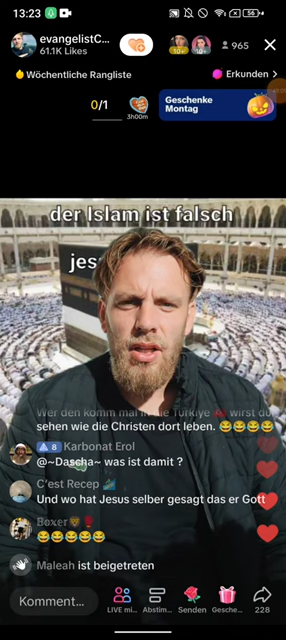 13:23
56
evangelistC...
61.1K Likes
10+
10+
965
Wöchentliche Rangliste
Erkunden
0/1
3h00m
Geschenke
Montag
der Islam ist falsch
jes
Wer den komm mal in die Türkiye 🇹🇷 wirst du
sehen wie die Christen dort leben. 😂😂😂😂
8 Karbonat Erol
@~Dascha~ was ist damit ?
C'est Recep
Und wo hat Jesus selber gesagt das er Gott
Boxer🦁🌹
😂😂😂😂😂
Maleah ist beigetreten
Komment...
LIVE mi...
Abstim...
Senden
Gesche...
228